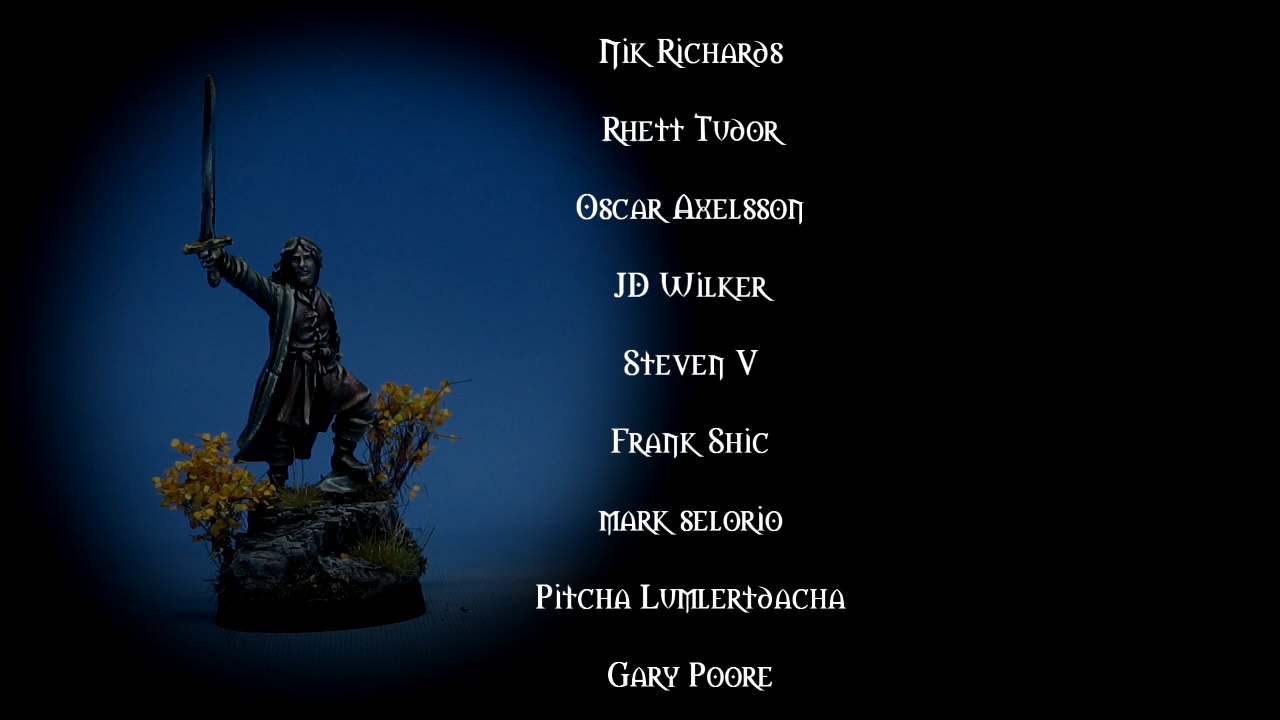 Nik Richards
Rhett Tudor
Oscar Axelsson
JD Wilker
Steven V
Frank Shic
mark selorio
Pitcha Lumlertdacha
Gary Poore